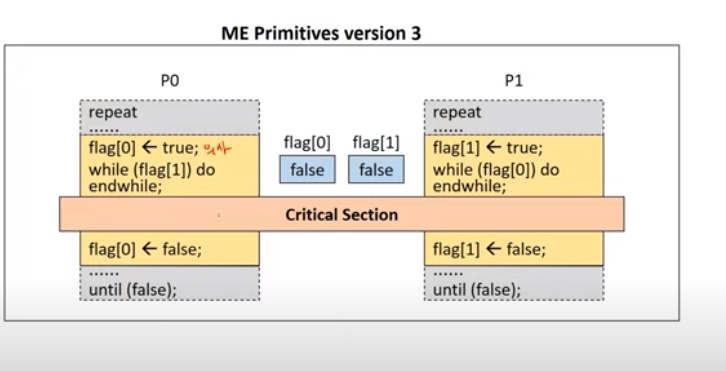 ME Primitives version 3
P0
P1
repeat
......
flag[0] ← true; 의사
while (flag[1]) do
endwhile;
flag[0] flag[1]
false false
repeat
......
flag[1] ← true;
while (flag[0]) do
endwhile;
Critical Section
flag[0] ← false;
......
until (false);
flag[1] ← false;
......
until (false);